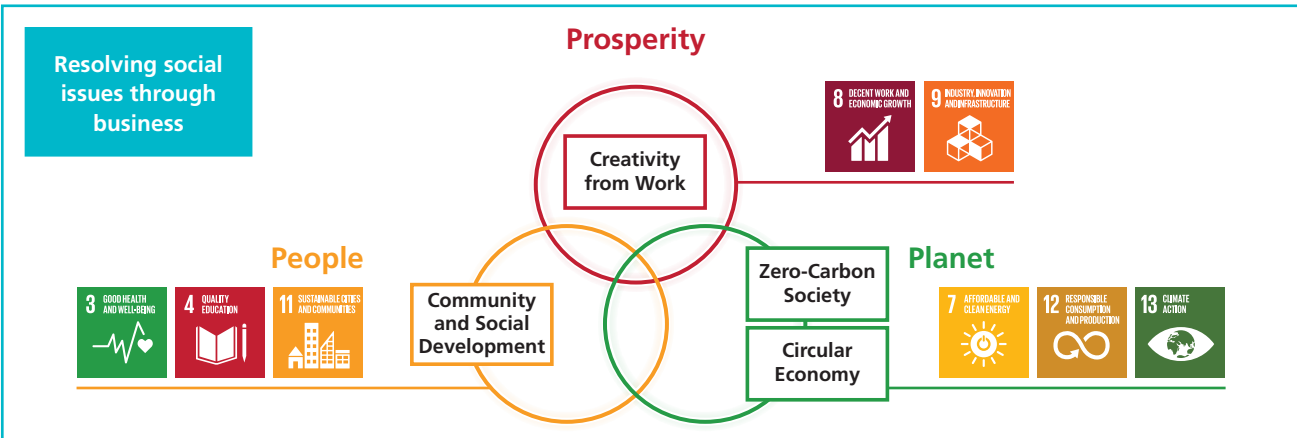 Resolving social
issues through
business
Prosperity
Creativity
from Work
8 DECENT WORK AND
ECONOMIC GROWTH
9 INDUSTRY, INNOVATION
AND INFRASTRUCTURE
People
3 GOOD HEALTH
AND WELL-BEING
4 QUALITY
EDUCATION
11 SUSTAINABLE CITIES
AND COMMUNITIES
Community
and Social
Development
Planet
Zero-Carbon
Society
Circular
Economy
7 AFFORDABLE AND
CLEAN ENERGY
12 RESPONSIBLE
CONSUMPTION
AND PRODUCTION
13 CLIMATE
ACTION